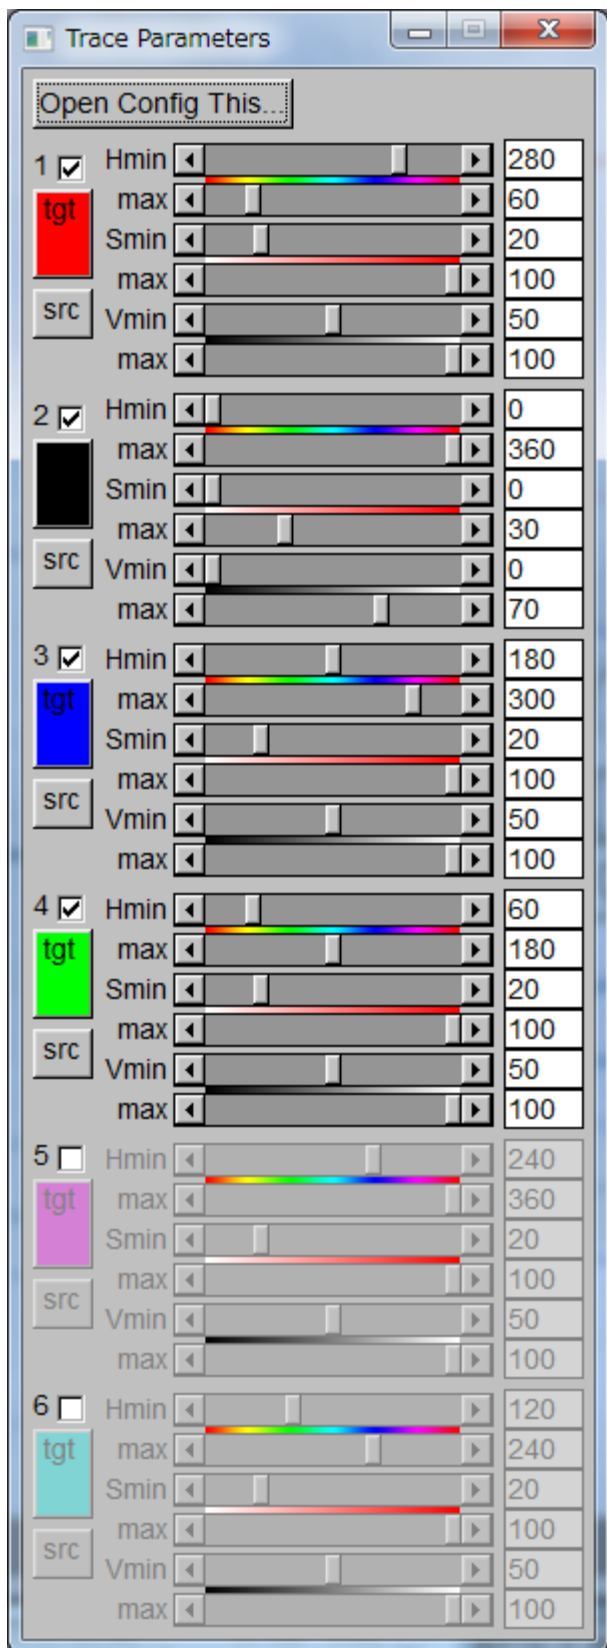 Trace Parameters
Open Config This...
1 Hmin 280
tgt max 60
Smin 20
max 100
src Vmin 50
max 100
2 Hmin 0
max 360
Smin 0
max 30
src Vmin 0
max 70
3 Hmin 180
tgt max 300
Smin 20
max 100
src Vmin 50
max 100
4 Hmin 60
tgt max 180
Smin 20
max 100
src Vmin 50
max 100
5 Hmin 240
tgt max 360
Smin 20
max 100
src Vmin 50
max 100
6 Hmin 120
tgt max 240
Smin 20
max 100
src Vmin 50
max 100